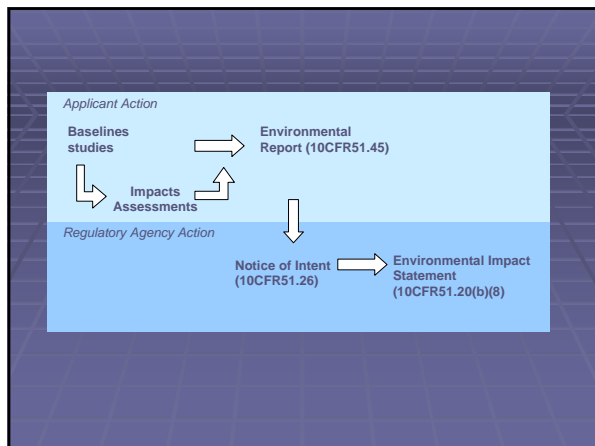 Applicant Action
Baselines
studies
Environmental
Report (10CFR51.45)
Impacts
Assessments
Regulatory Agency Action
Notice of Intent
(10CFR51.26)
Environmental Impact
Statement
(10CFR51.20(b)(8)